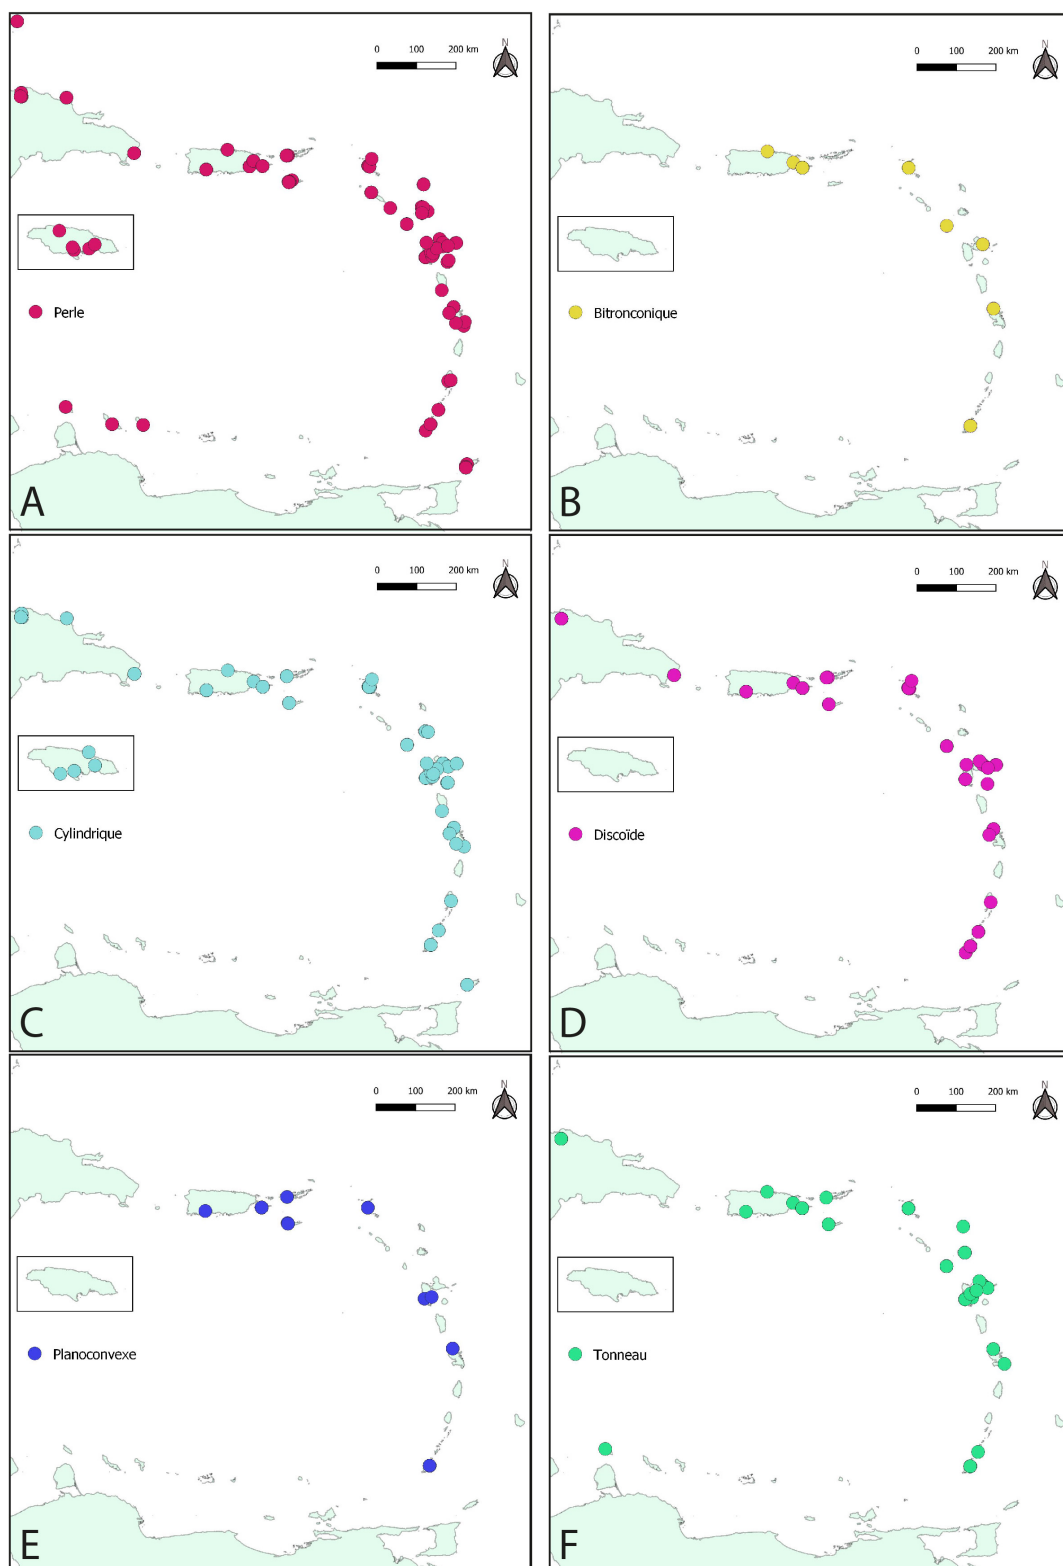 N
0 100 200 km
Perle
A
N
0 100 200 km
Bitronconique
B
N
0 100 200 km
Cylindrique
C
N
0 100 200 km
Discoïde
D
N
0 100 200 km
Planoconvexe
E
N
0 100 200 km
Tonneau
F